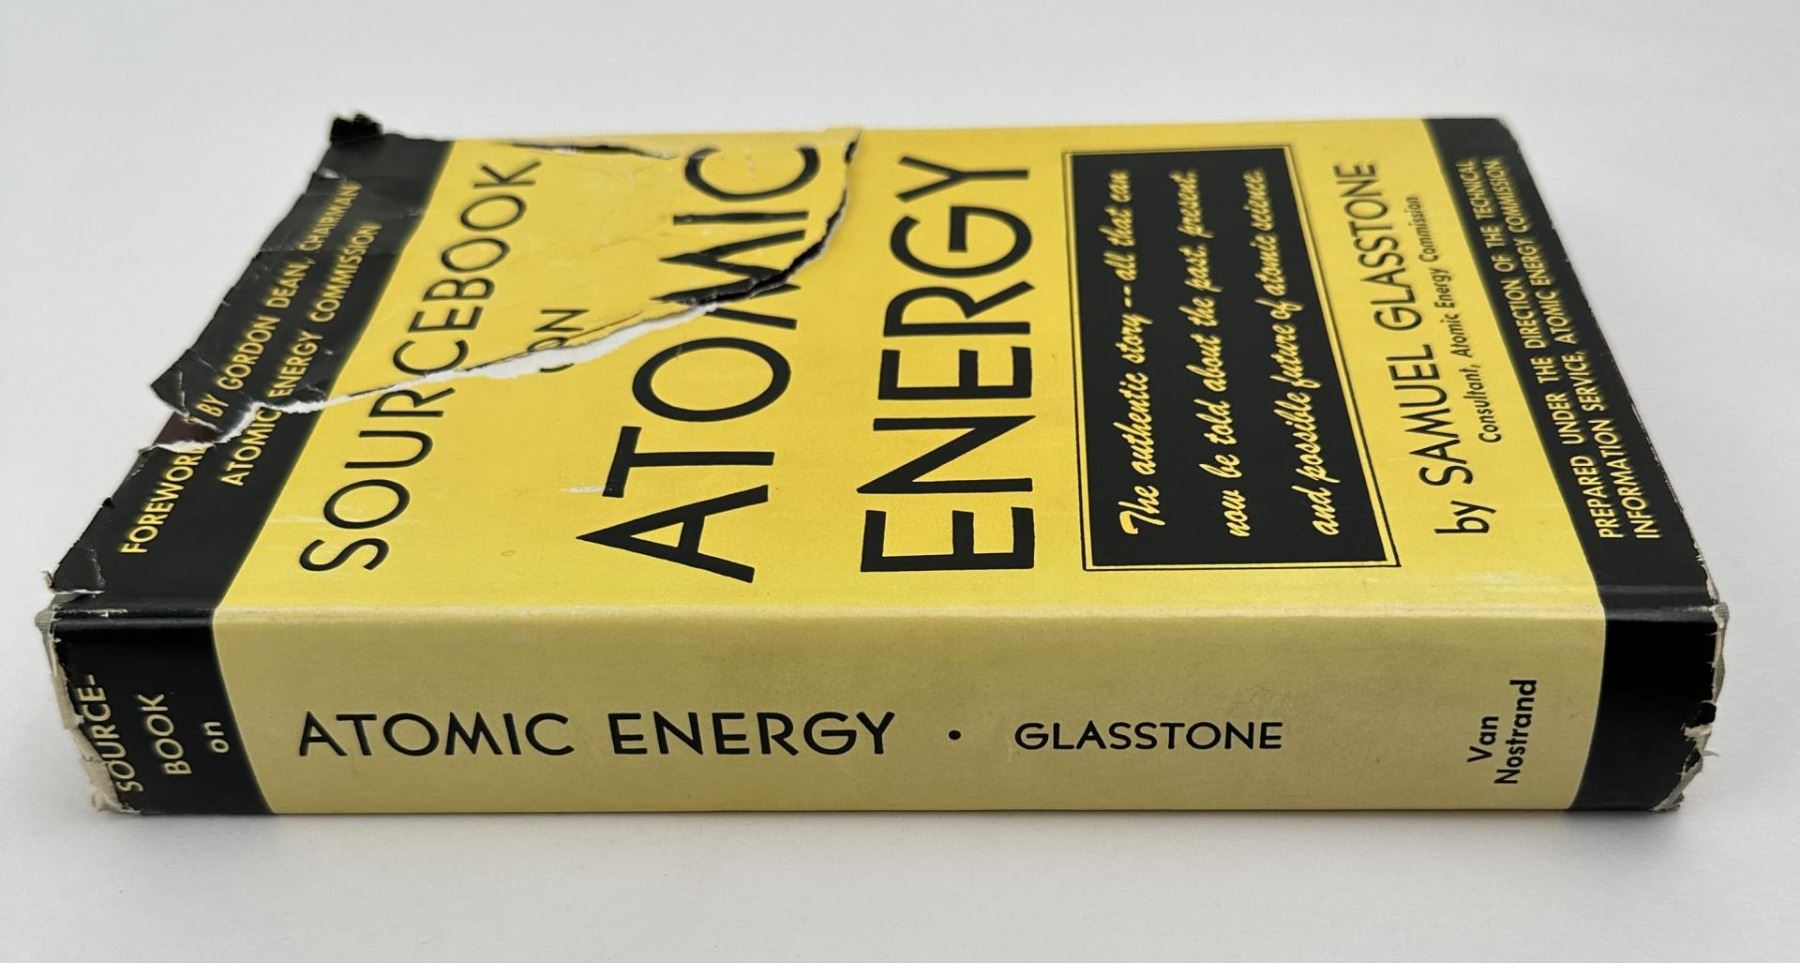 FOREWORD BY GORDON DEAN, CHAIRMAN
ATOMIC ENERGY COMMISSION
SOURCEBOOK
ON
ATOMIC
ENERGY
The authentic story -- all that can
now be told about the past, present,
and possible future of atomic science.
by SAMUEL GLASSTONE
Consultant, Atomic Energy Commission
PREPARED UNDER THE DIRECTION OF THE TECHNICAL
INFORMATION SERVICE, ATOMIC ENERGY COMMISSION
SOURCE-
BOOK
on
ATOMIC ENERGY · GLASSTONE
Van
Nostrand